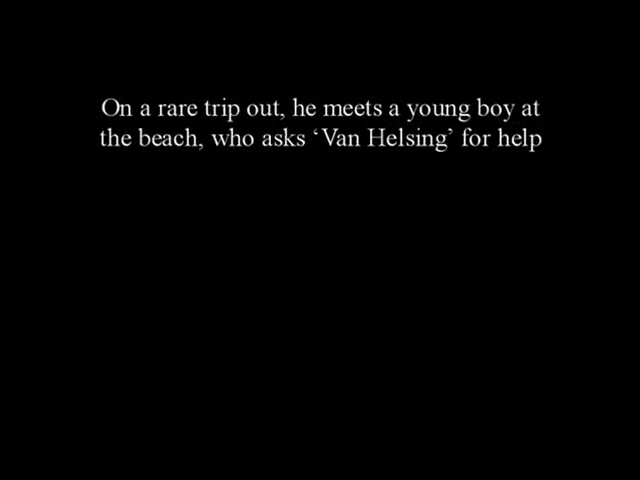 On a rare trip out, he meets a young boy at
the beach, who asks ‘Van Helsing’ for help